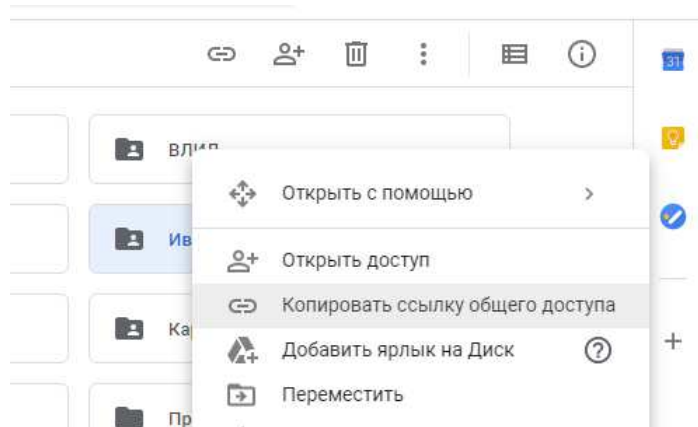 31
ВЛИЛ
Открыть с помощью
Ив
Открыть доступ
Копировать ссылку общего доступа
Ка
Добавить ярлык на Диск
Переместить
Пр